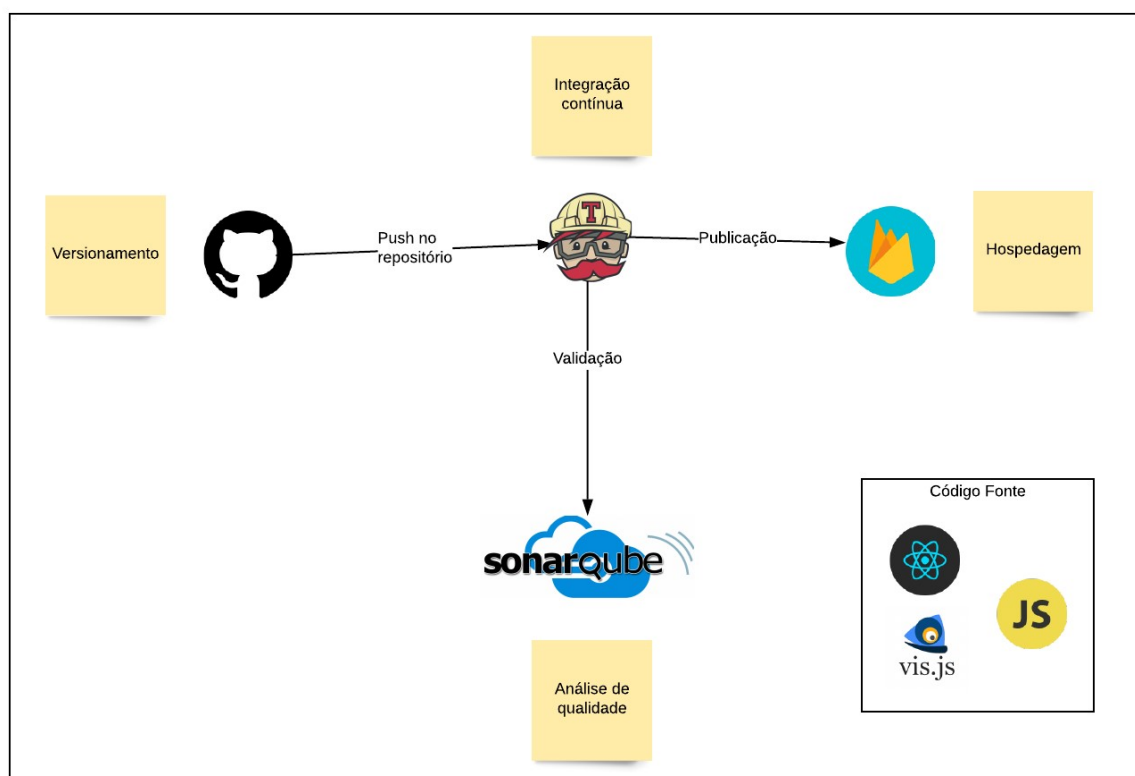 Integração
contínua
Versionamento
T
Push no
repositório
Publicação
Hospedagem
Validação
sonarqube
Código Fonte
JS
vis.js
Análise de
qualidade